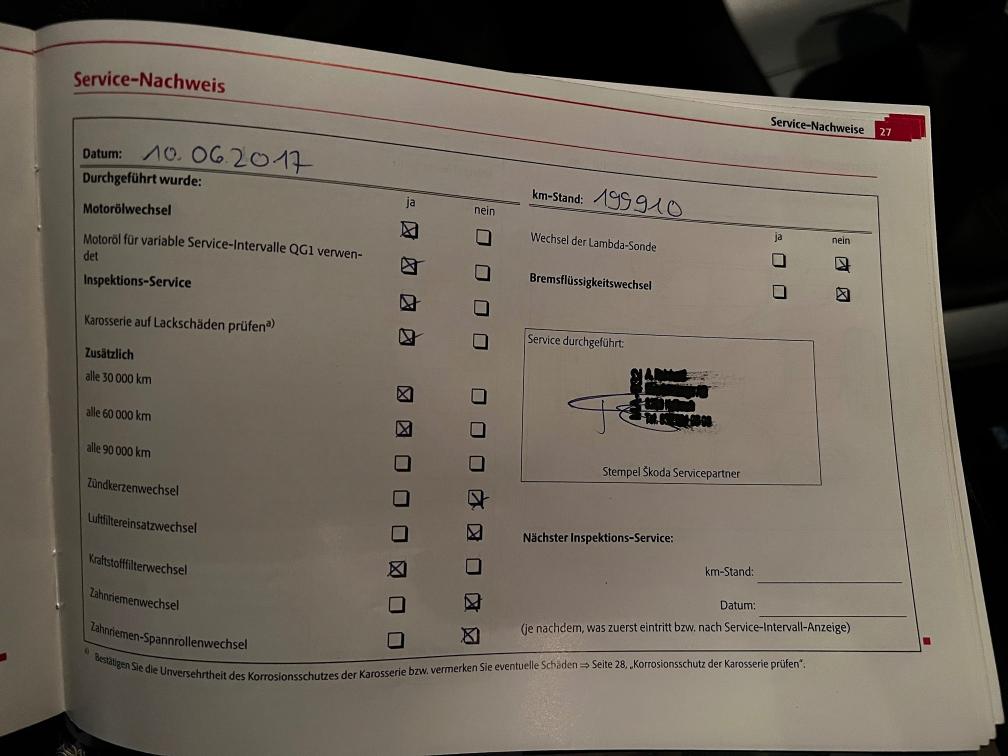 Service-Nachweis
Service-Nachweise 27
Datum: 10.06.2017
km-Stand: 199910
Durchgeführt wurde:
ja nein
Motorölwechsel
Motoröl für variable Service-Intervalle QG1 verwen-
det
Inspektions-Service
Karosserie auf Lackschäden prüfena)
Zusätzlich
alle 30 000 km
alle 60 000 km
alle 90 000 km
Zündkerzenwechsel
Luftfiltereinsatzwechsel
Kraftstofffilterwechsel
Zahnriemenwechsel
Zahnriemen-Spannrollenwechsel
ja nein
Wechsel der Lambda-Sonde
Bremsflüssigkeitswechsel
Service durchgeführt:
Stempel Škoda Servicepartner
Nächster Inspektions-Service:
km-Stand:
Datum:
(je nachdem, was zuerst eintritt bzw. nach Service-Intervall-Anzeige)
a) Bestätigen Sie die Unversehrtheit des Korrosionsschutzes der Karosserie bzw. vermerken Sie eventuelle Schäden ⇒ Seite 28, „Korrosionsschutz der Karosserie prüfen“.